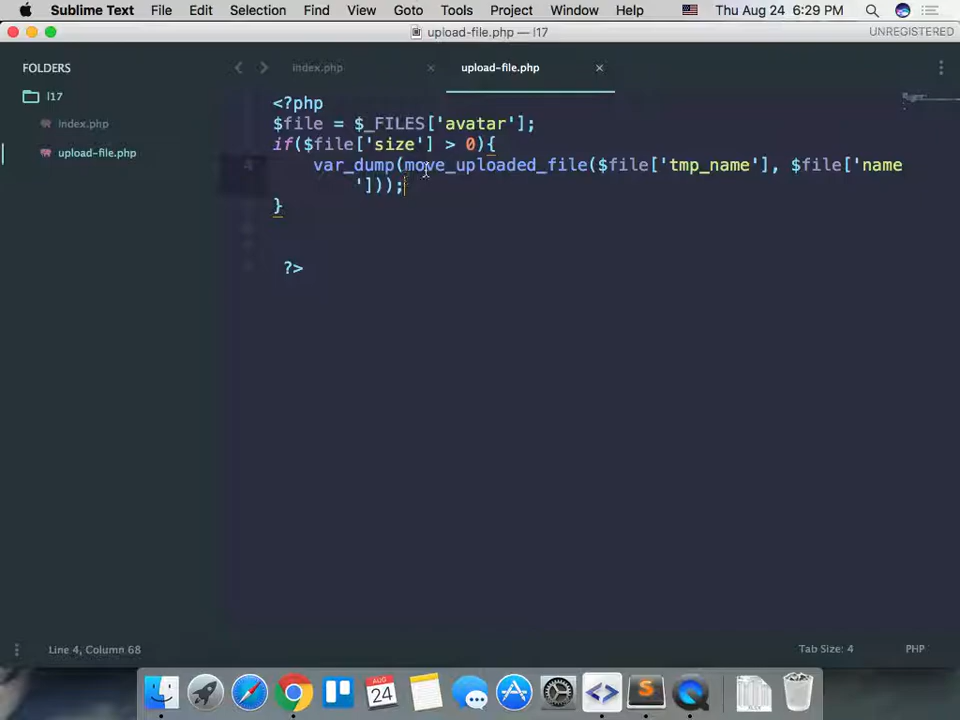 Sublime Text File Edit Selection Find View Goto Tools Project Window Help Thu Aug 24 6:29 PM
upload-file.php — l17 UNREGISTERED
FOLDERS
l17
index.php
upload-file.php
index.php × upload-file.php ×
<?php
$file = $_FILES['avatar'];
if($file['size'] > 0){
4 var_dump(move_uploaded_file($file['tmp_name'], $file['name
']));
}
?>
Line 4, Column 68 Tab Size: 4 PHP
AUG
24